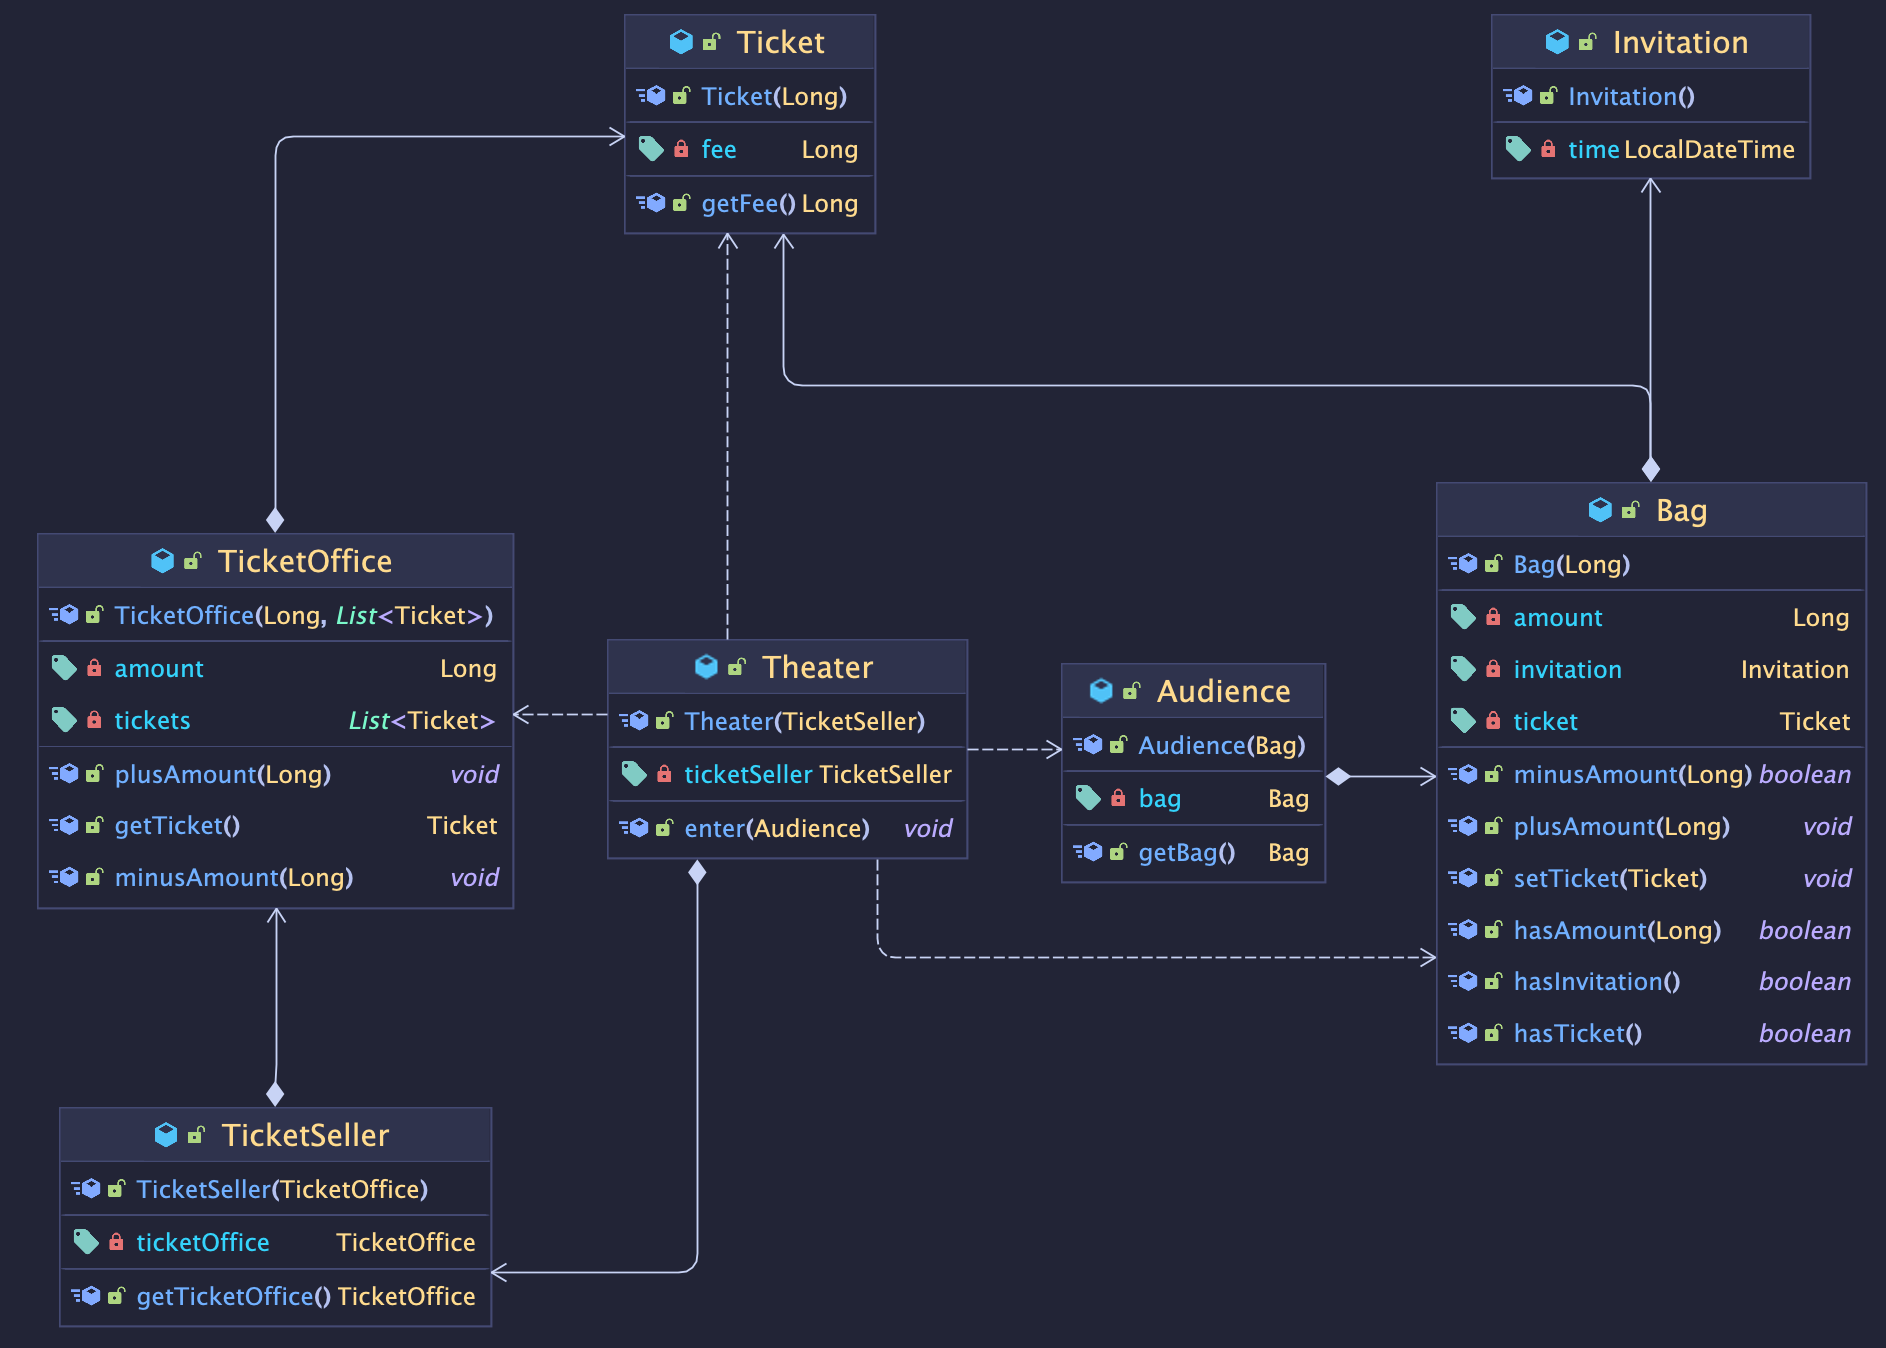 Ticket
Ticket(Long)
fee Long
getFee() Long
Invitation
Invitation()
time LocalDateTime
TicketOffice
TicketOffice(Long, List<Ticket>)
amount Long
tickets List<Ticket>
plusAmount(Long) void
getTicket() Ticket
minusAmount(Long) void
Theater
Theater(TicketSeller)
ticketSeller TicketSeller
enter(Audience) void
Audience
Audience(Bag)
bag Bag
getBag() Bag
Bag
Bag(Long)
amount Long
invitation Invitation
ticket Ticket
minusAmount(Long) boolean
plusAmount(Long) void
setTicket(Ticket) void
hasAmount(Long) boolean
hasInvitation() boolean
hasTicket() boolean
TicketSeller
TicketSeller(TicketOffice)
ticketOffice TicketOffice
getTicketOffice() TicketOffice